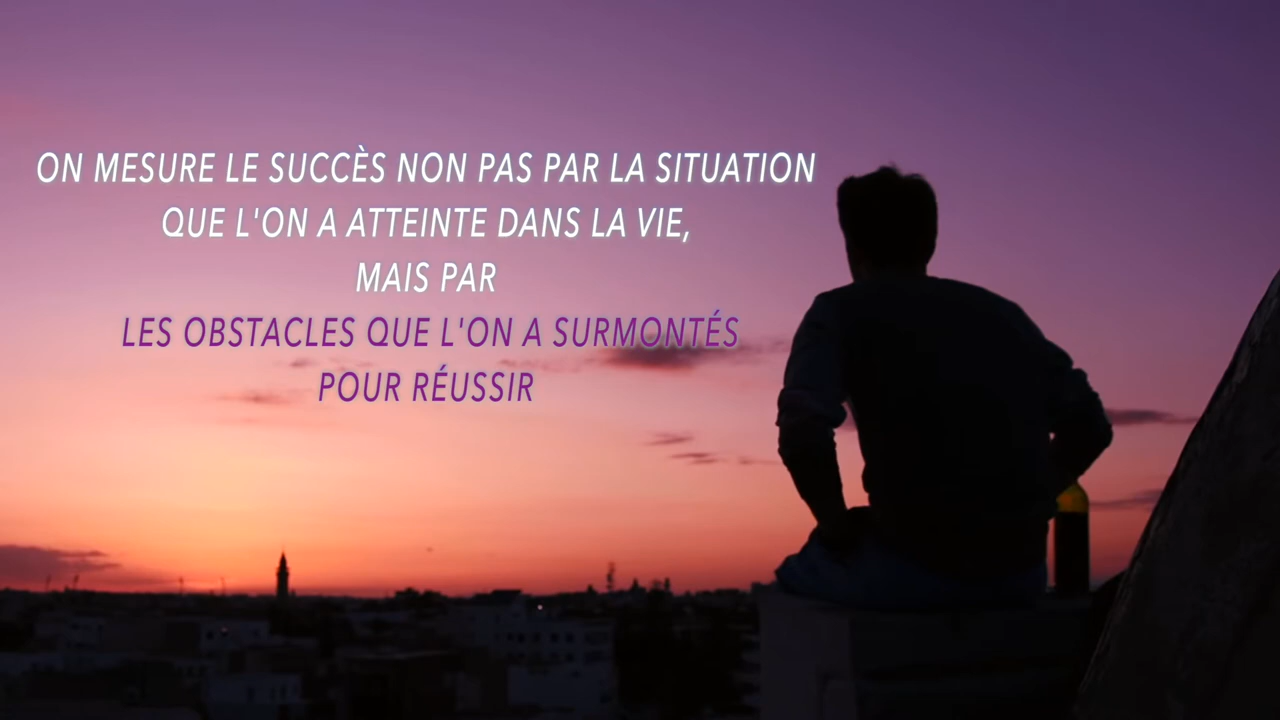 ON MESURE LE SUCCÈS NON PAS PAR LA SITUATION
QUE L'ON A ATTEINTE DANS LA VIE,
MAIS PAR
LES OBSTACLES QUE L'ON A SURMONTÉS
POUR RÉUSSIR